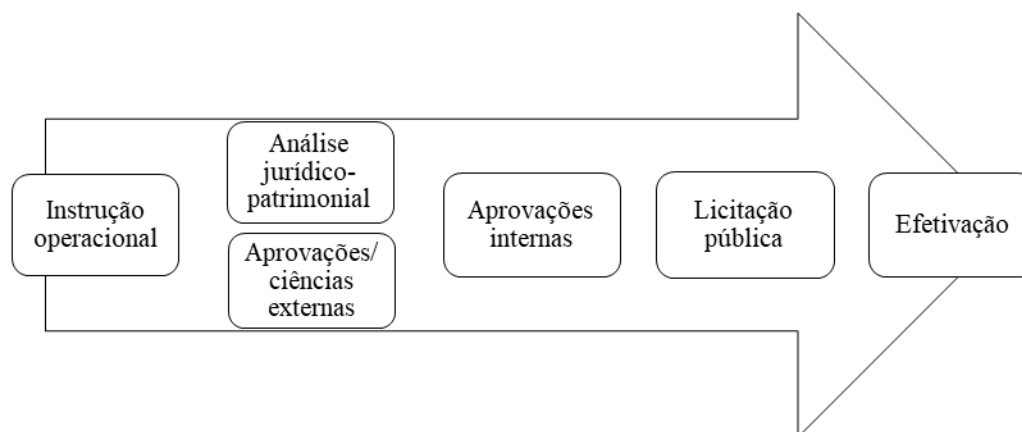 Instrução
operacional
Análise
jurídico-
patrimonial
Aprovações/
ciências
externas
Aprovações
internas
Licitação
pública
Efetivação